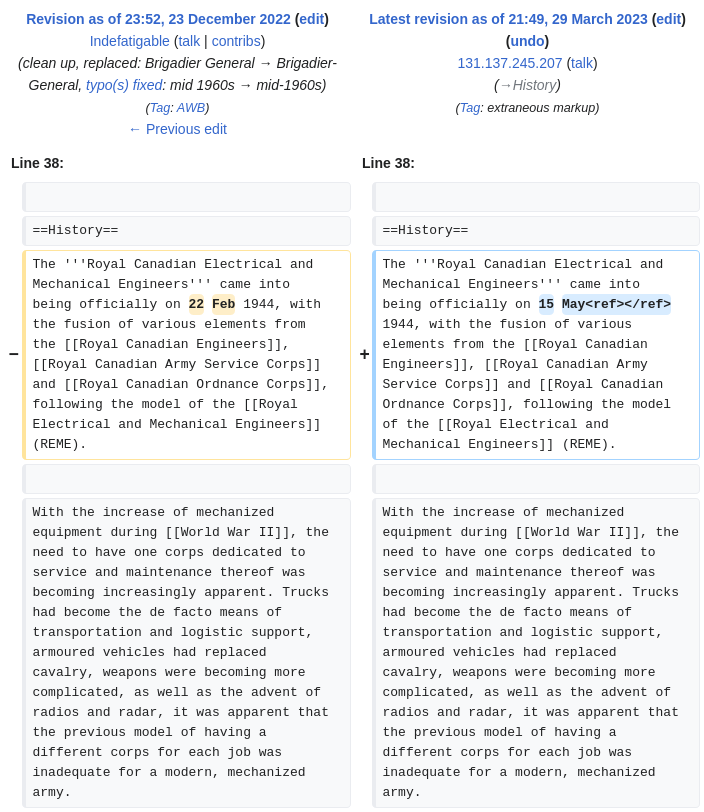 Revision as of 23:52, 23 December 2022 (edit)
Indefatigable (talk | contribs)
(clean up, replaced: Brigadier General → Brigadier-
General, typo(s) fixed: mid 1960s → mid-1960s)
(Tag: AWB)
← Previous edit
Latest revision as of 21:49, 29 March 2023 (edit)
(undo)
131.137.245.207 (talk)
(→History)
(Tag: extraneous markup)
Line 38:
Line 38:
==History==
==History==
−
The '''Royal Canadian Electrical and
Mechanical Engineers''' came into
being officially on 22 Feb 1944, with
the fusion of various elements from
the [[Royal Canadian Engineers]],
[[Royal Canadian Army Service Corps]]
and [[Royal Canadian Ordnance Corps]],
following the model of the [[Royal
Electrical and Mechanical Engineers]]
(REME).
+
The '''Royal Canadian Electrical and
Mechanical Engineers''' came into
being officially on 15 May<ref></ref>
1944, with the fusion of various
elements from the [[Royal Canadian
Engineers]], [[Royal Canadian Army
Service Corps]] and [[Royal Canadian
Ordnance Corps]], following the model
of the [[Royal Electrical and
Mechanical Engineers]] (REME).
With the increase of mechanized
equipment during [[World War II]], the
need to have one corps dedicated to
service and maintenance thereof was
becoming increasingly apparent. Trucks
had become the de facto means of
transportation and logistic support,
armoured vehicles had replaced
cavalry, weapons were becoming more
complicated, as well as the advent of
radios and radar, it was apparent that
the previous model of having a
different corps for each job was
inadequate for a modern, mechanized
army.
With the increase of mechanized
equipment during [[World War II]], the
need to have one corps dedicated to
service and maintenance thereof was
becoming increasingly apparent. Trucks
had become the de facto means of
transportation and logistic support,
armoured vehicles had replaced
cavalry, weapons were becoming more
complicated, as well as the advent of
radios and radar, it was apparent that
the previous model of having a
different corps for each job was
inadequate for a modern, mechanized
army.